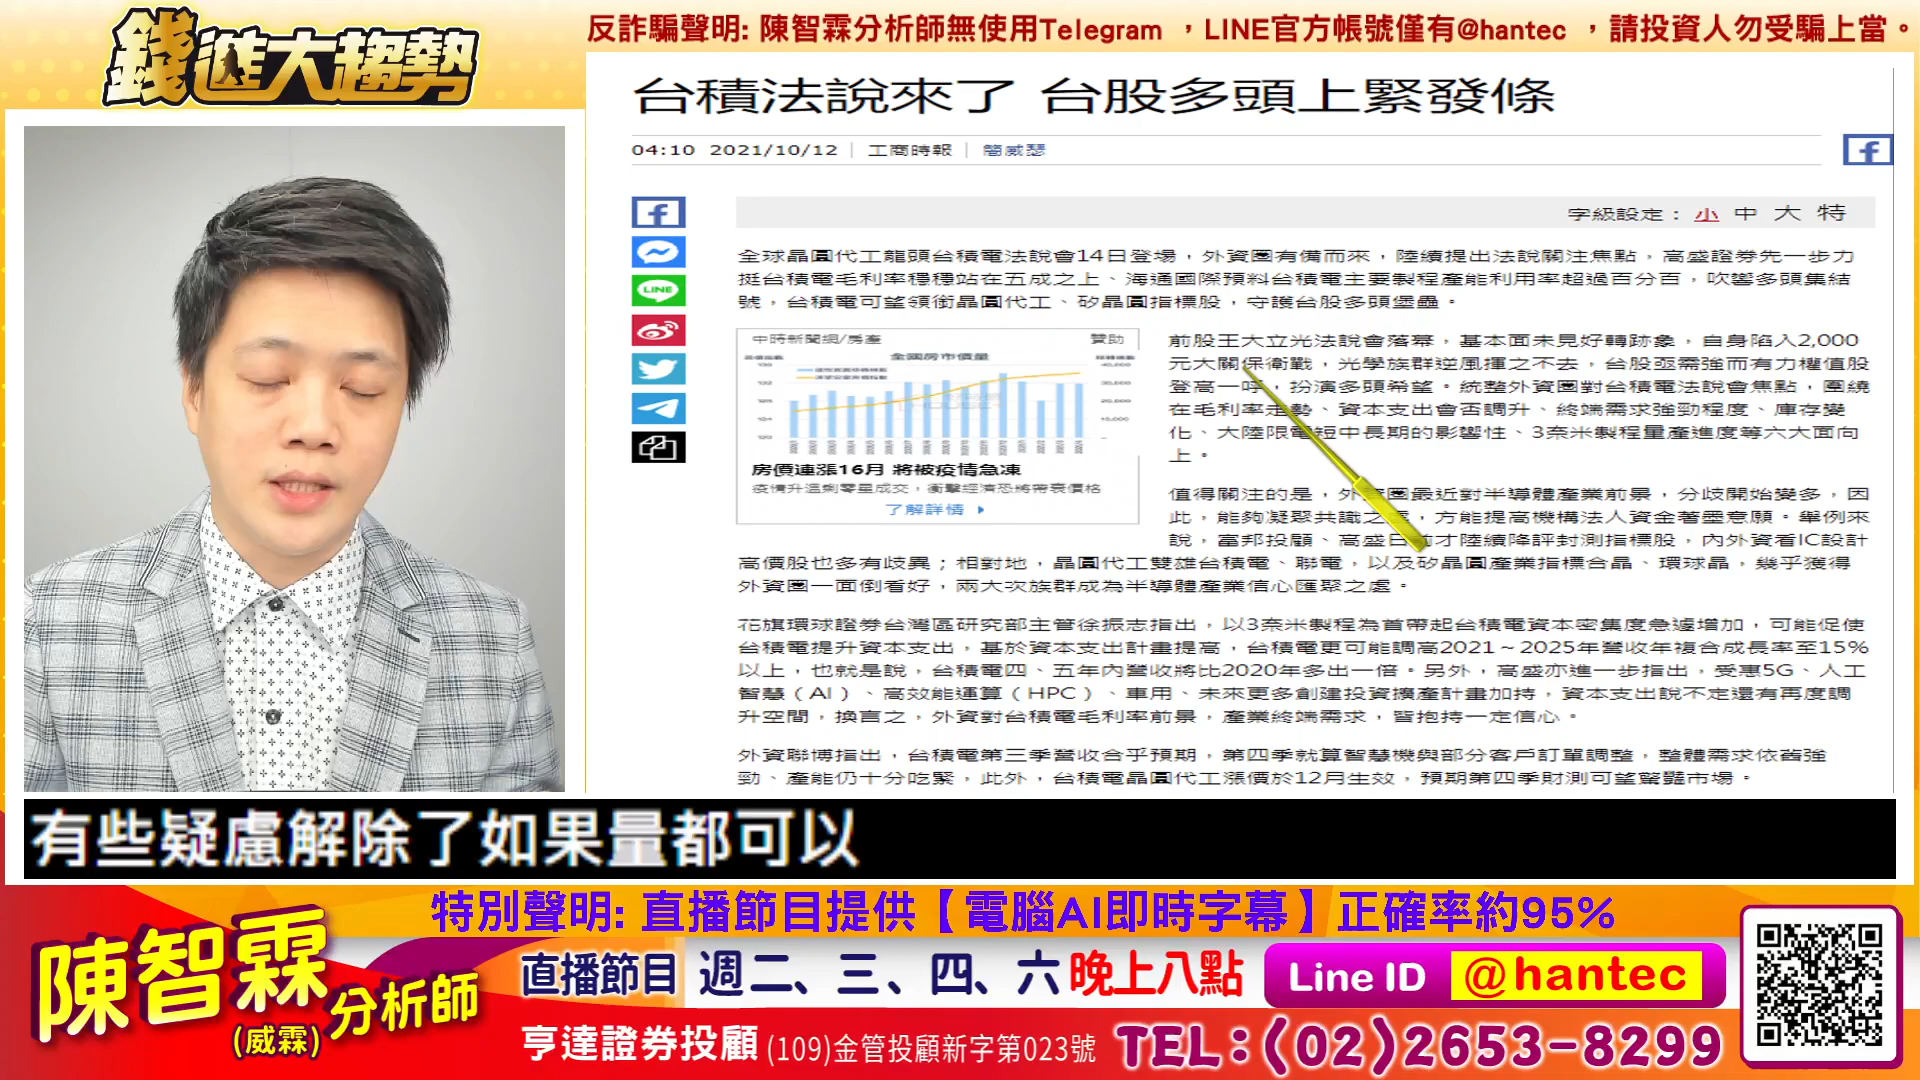 錢進大趨勢
反詐騙聲明: 陳智霖分析師無使用Telegram ，LINE官方帳號僅有@hantec ，請投資人勿受騙上當。
台積法說來了 台股多頭上緊發條
04:10 2021/10/12 | 工商時報 | 簡威瑟
字級設定： 小 中 大 特
全球晶圓代工龍頭台積電法說會14日登場，外資圈有備而來，陸續提出法說關注焦點，高盛證券先一步力
挺台積電毛利率穩穩站在五成之上、海通國際預料台積電主要製程產能利用率超過百分百，吹響多頭集結
號，台積電可望領銜晶圓代工、矽晶圓指標股，守護台股多頭堡壘。
中時新聞網/房產 贊助
全國房市價量
房價連漲16月 將被疫情急凍
疫情升溫剩零星成交，衝擊經濟恐將帶衰價格
了解詳情
前股王大立光法說會落幕，基本面未見好轉跡象，自身陷入2,000
元大關保衛戰，光學族群逆風揮之不去，台股亟需強而有力權值股
登高一呼，扮演多頭希望。統整外資圈對台積電法說會焦點，圍繞
在毛利率走勢、資本支出會否調升、終端需求強勁程度、庫存變
化、大陸限電短中長期的影響性、3奈米製程量產進度等六大面向
上。
值得關注的是，外資圈最近對半導體產業前景，分歧開始變多，因
此，能夠凝聚共識之處，方能提高機構法人資金著墨意願。舉例來
說，富邦投顧、高盛日前才陸續降評封測指標股，內外資看IC設計
高價股也多有歧異；相對地，晶圓代工雙雄台積電、聯電，以及矽晶圓產業指標合晶、環球晶，幾乎獲得
外資圈一面倒看好，兩大次族群成為半導體產業信心匯聚之處。
花旗環球證券台灣區研究部主管徐振志指出，以3奈米製程為首帶起台積電資本密集度急遽增加，可能促使
台積電提升資本支出，基於資本支出計畫提高，台積電更可能調高2021～2025年營收年複合成長率至15%
以上，也就是說，台積電四、五年內營收將比2020年多出一倍。另外，高盛亦進一步指出，受惠5G、人工
智慧（AI）、高效能運算（HPC）、車用、未來更多創建投資擴產計畫加持，資本支出說不定還有再度調
升空間，換言之，外資對台積電毛利率前景，產業終端需求，皆抱持一定信心。
外資聯博指出，台積電第三季營收合乎預期，第四季就算智慧機與部分客戶訂單調整，整體需求依舊強
勁、產能仍十分吃緊，此外，台積電晶圓代工漲價於12月生效，預期第四季財測可望驚豔市場。
LINE
有些疑慮解除了如果量都可以
特別聲明: 直播節目提供【電腦AI即時字幕】正確率約95%
陳智霖 分析師
(威霖)
直播節目 週二、三、四、六 晚上八點
Line ID @hantec
亨達證券投顧 (109)金管投顧新字第023號 TEL:(02)2653-8299